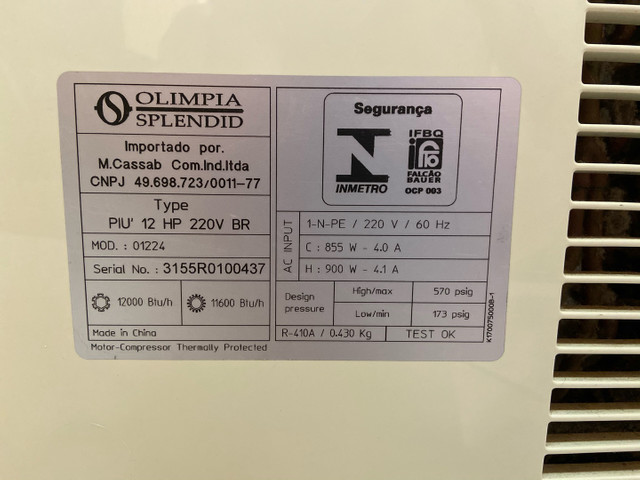 OLIMPIA
SPLENDID
Importado por.
M.Cassab Com.Ind.ltda
CNPJ 49.698.723/0011-77
Type
PIU' 12 HP 220V BR
MOD. : 01224
Serial No. : 3155R0100437
12000 Btu/h 11600 Btu/h
Made in China
Motor-Compressor Thermally Protected
Segurança
INMETRO
IFBQ
FALCÃO
BAUER
OCP 003
AC INPUT
1-N-PE / 220 V / 60 Hz
C : 855 W - 4.0 A
H : 900 W - 4.1 A
Design pressure
High/max 570 psig
Low/min 173 psig
R-410A / 0.430 Kg TEST OK
K17007500008-1